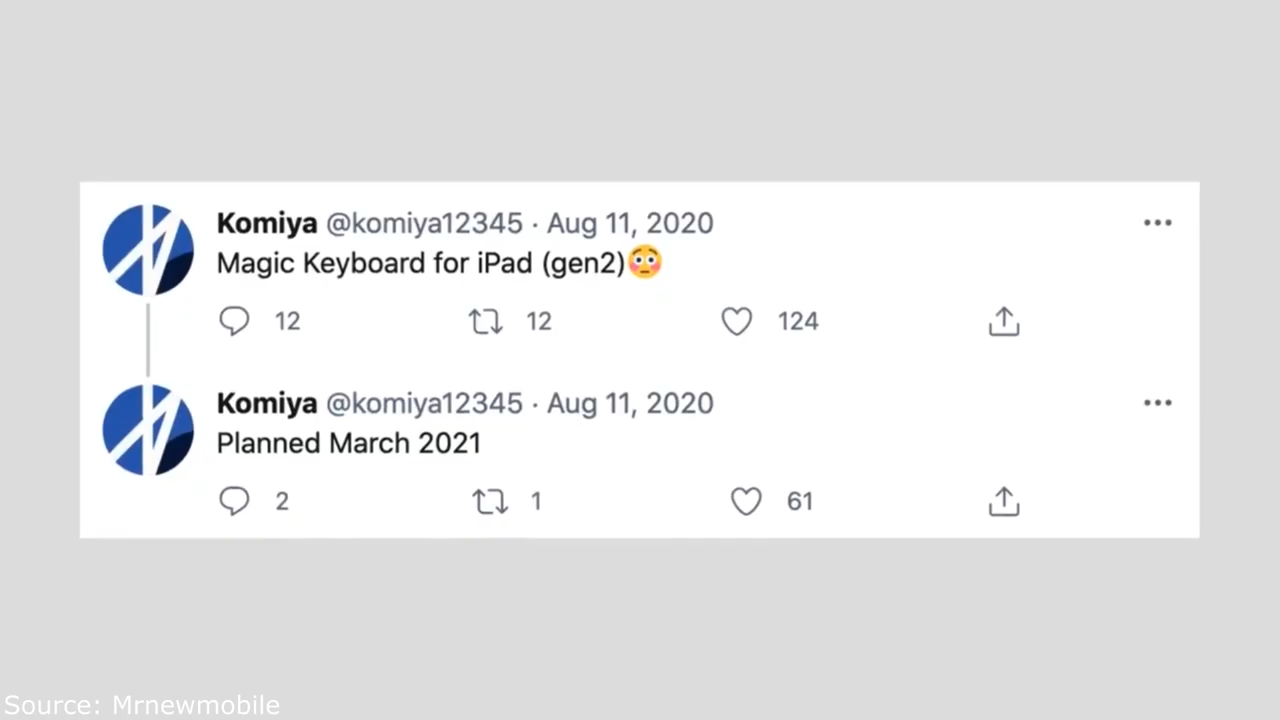 Komiya @komiya12345 · Aug 11, 2020
Magic Keyboard for iPad (gen2)😳
12 12 124
Komiya @komiya12345 · Aug 11, 2020
Planned March 2021
2 1 61
Source: Mrnewmobile